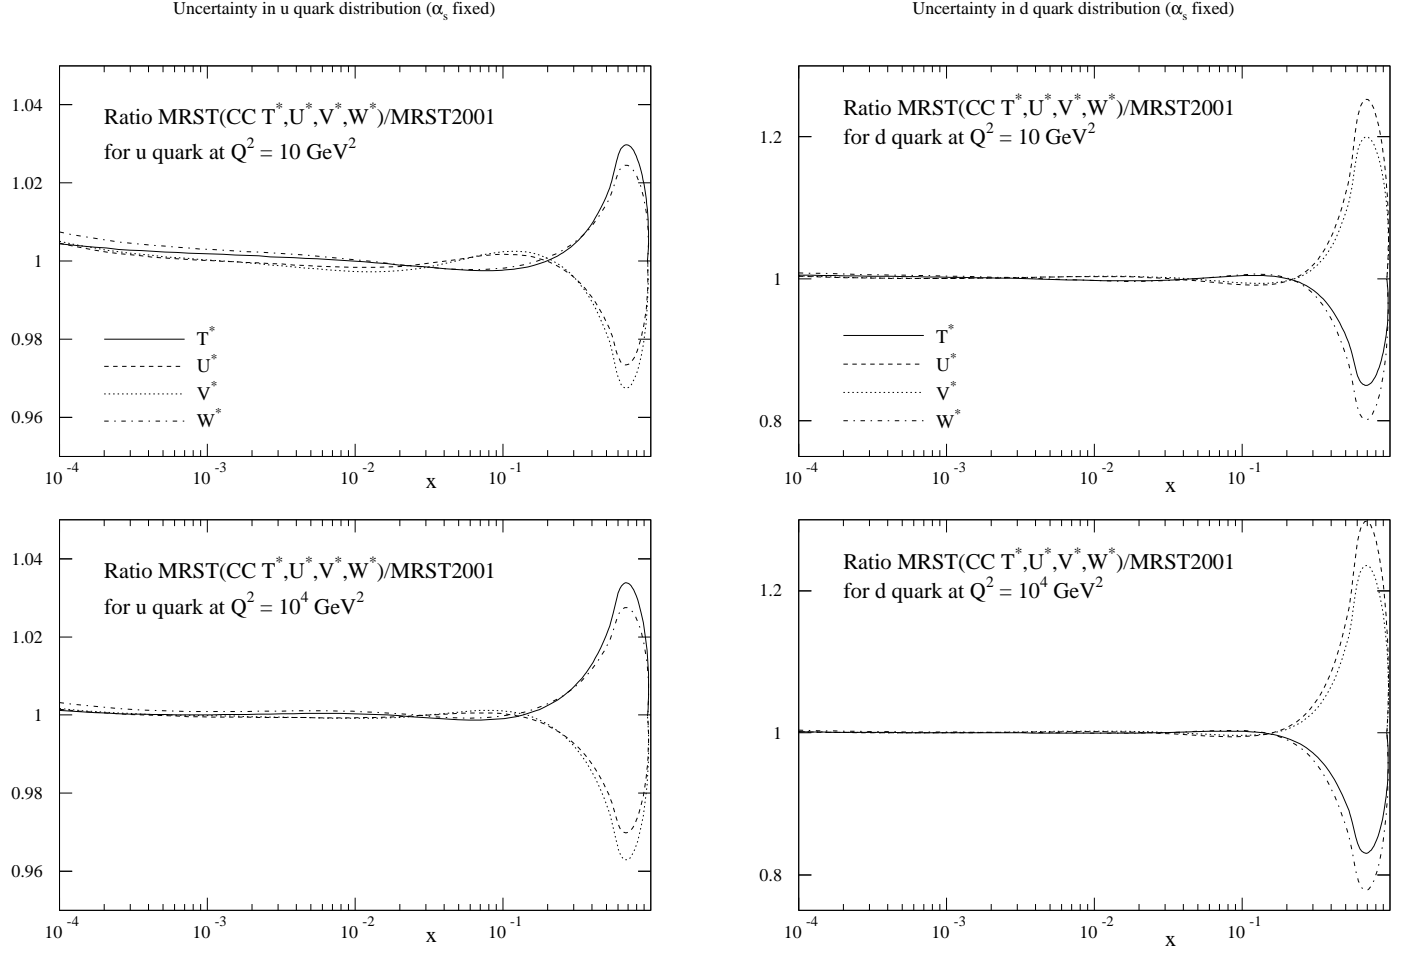 Uncertainty in u quark distribution (αs fixed)
1.04
1.02
1
0.98
0.96
Ratio MRST(CC T*,U*,V*,W*)/MRST2001
for u quark at Q² = 10 GeV²
T*
U*
V*
W*
10⁻⁴ 10⁻³ 10⁻² 10⁻¹
x
Uncertainty in d quark distribution (αs fixed)
1.2
1
0.8
Ratio MRST(CC T*,U*,V*,W*)/MRST2001
for d quark at Q² = 10 GeV²
T*
U*
V*
W*
10⁻⁴ 10⁻³ 10⁻² 10⁻¹
x
1.04
1.02
1
0.98
0.96
Ratio MRST(CC T*,U*,V*,W*)/MRST2001
for u quark at Q² = 10⁴ GeV²
10⁻⁴ 10⁻³ 10⁻² 10⁻¹
x
1.2
1
0.8
Ratio MRST(CC T*,U*,V*,W*)/MRST2001
for d quark at Q² = 10⁴ GeV²
10⁻⁴ 10⁻³ 10⁻² 10⁻¹
x